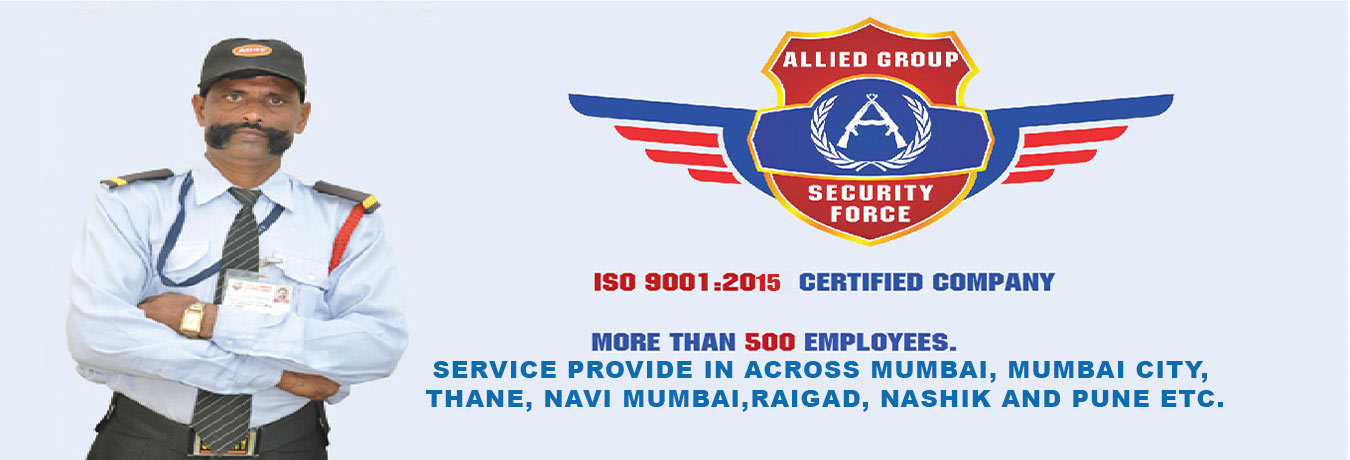 AGSF
ALLIED GROUP
SECURITY
FORCE
ISO 9001:2015 CERTIFIED COMPANY
MORE THAN 500 EMPLOYEES.
SERVICE PROVIDE IN ACROSS MUMBAI, MUMBAI CITY,
THANE, NAVI MUMBAI,RAIGAD, NASHIK AND PUNE ETC.